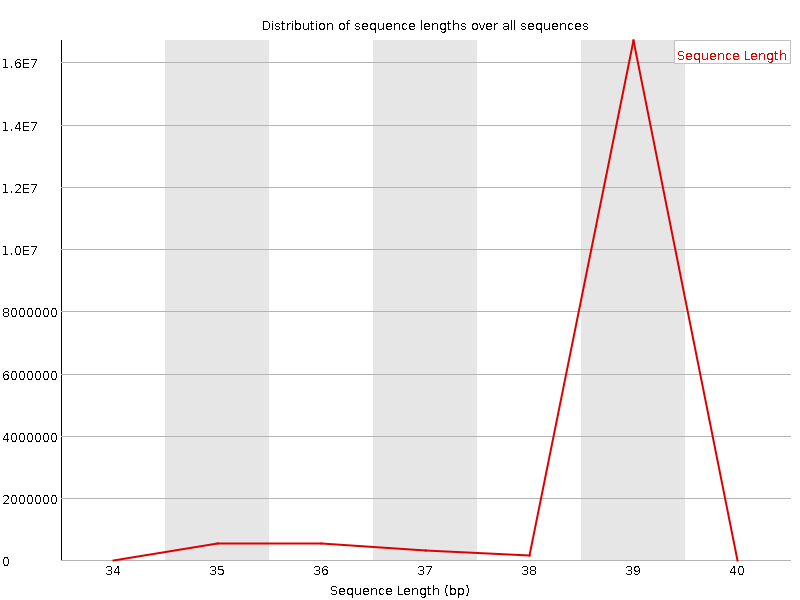 Distribution of sequence lengths over all sequences
Sequence Length
1.6E7
1.4E7
1.2E7
1.0E7
8000000
6000000
4000000
2000000
0
34 35 36 37 38 39 40
Sequence Length (bp)